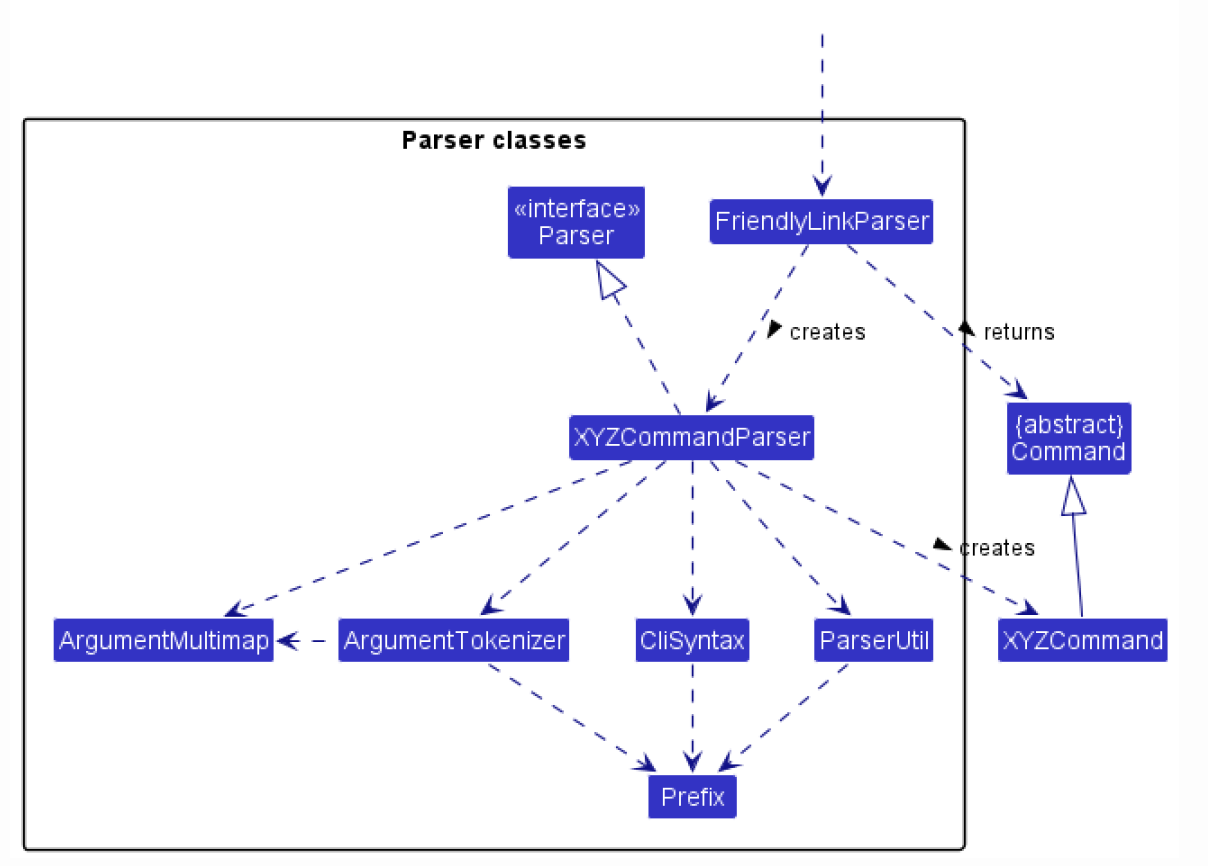 Parser classes
«interface»
Parser
FriendlyLinkParser
creates
returns
XYZCommandParser
{abstract}
Command
creates
ArgumentMultimap
ArgumentTokenizer
CliSyntax
ParserUtil
XYZCommand
Prefix